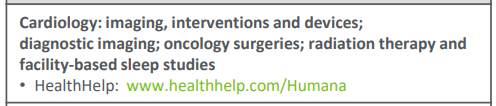 Cardiology: imaging, interventions and devices;
diagnostic imaging; oncology surgeries; radiation therapy and
facility-based sleep studies
• HealthHelp: www.healthhelp.com/Humana